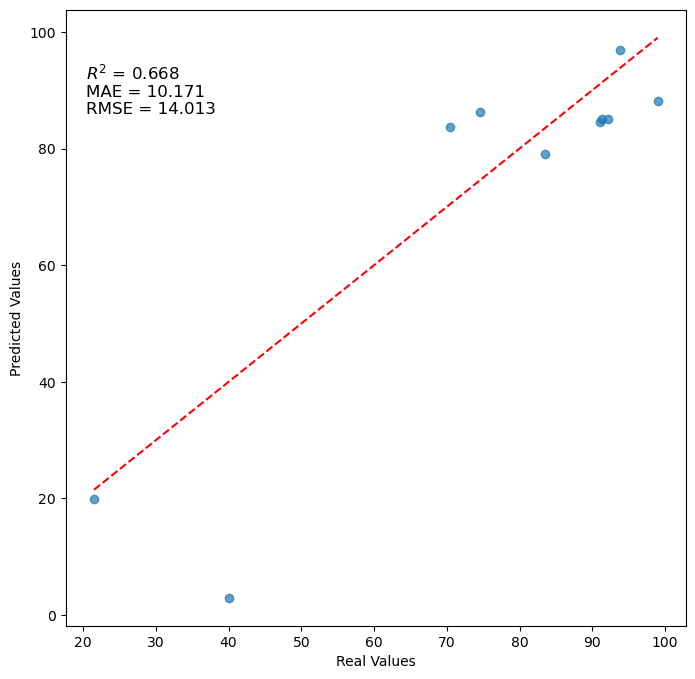 100
R² = 0.668
MAE = 10.171
RMSE = 14.013
80
60
40
20
0
Predicted Values
20 30 40 50 60 70 80 90 100
Real Values